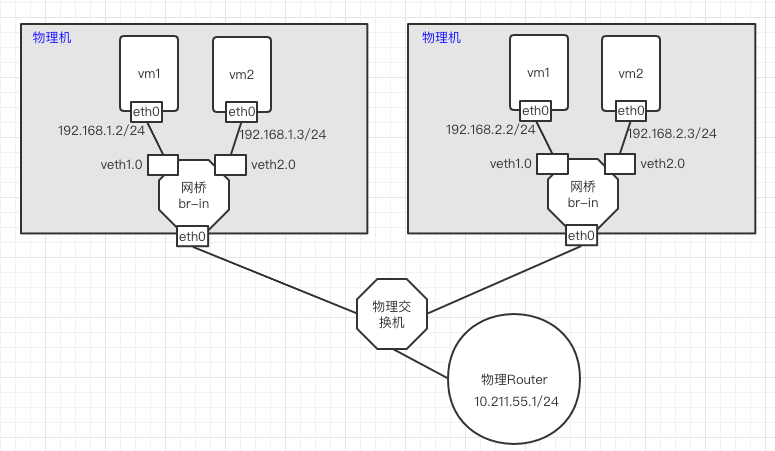 物理机
vm1
vm2
eth0
eth0
192.168.1.2/24
192.168.1.3/24
veth1.0
veth2.0
网桥
br-in
eth0
物理机
vm1
vm2
eth0
eth0
192.168.2.2/24
192.168.2.3/24
veth1.0
veth2.0
网桥
br-in
eth0
物理交
换机
物理Router
10.211.55.1/24